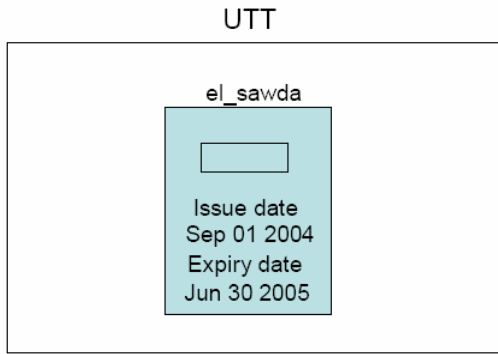 UTT
el_sawda
Issue date
Sep 01 2004
Expiry date
Jun 30 2005